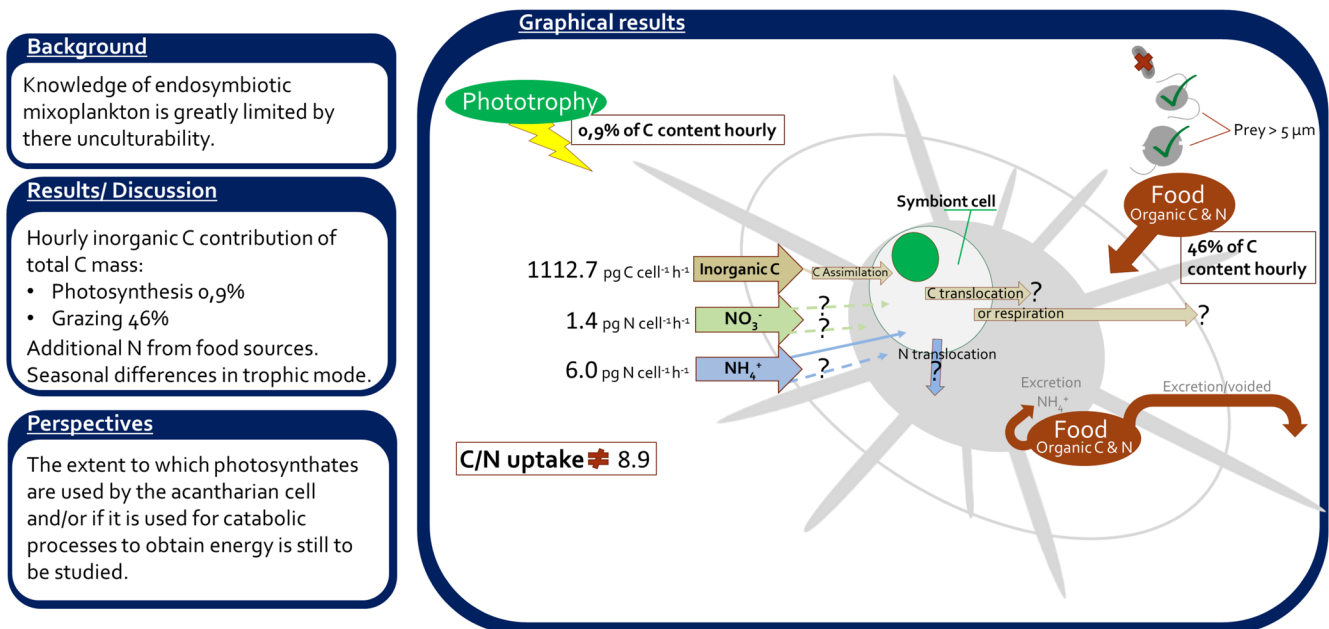 Background
Knowledge of endosymbiotic
mixoplankton is greatly limited by
there unculturability.
Results/ Discussion
Hourly inorganic C contribution of
total C mass:
• Photosynthesis 0,9%
• Grazing 46%
Additional N from food sources.
Seasonal differences in trophic mode.
Perspectives
The extent to which photosynthates
are used by the acantharian cell
and/or if it is used for catabolic
processes to obtain energy is still to
be studied.
Graphical results
Phototrophy
0,9% of C content hourly
Prey > 5 µm
Food
Organic C & N
46% of C
content hourly
Symbiont cell
1112.7 pg C cell⁻¹ h⁻¹
Inorganic C
C Assimilation
C translocation
?
or respiration
?
1.4 pg N cell⁻¹h⁻¹
NO₃⁻
?
?
6.0 pg N cell⁻¹h⁻¹
NH₄⁺
?
N translocation
?
Excretion
NH₄⁺
Excretion/voided
Food
Organic C & N
C/N uptake ≠ 8.9